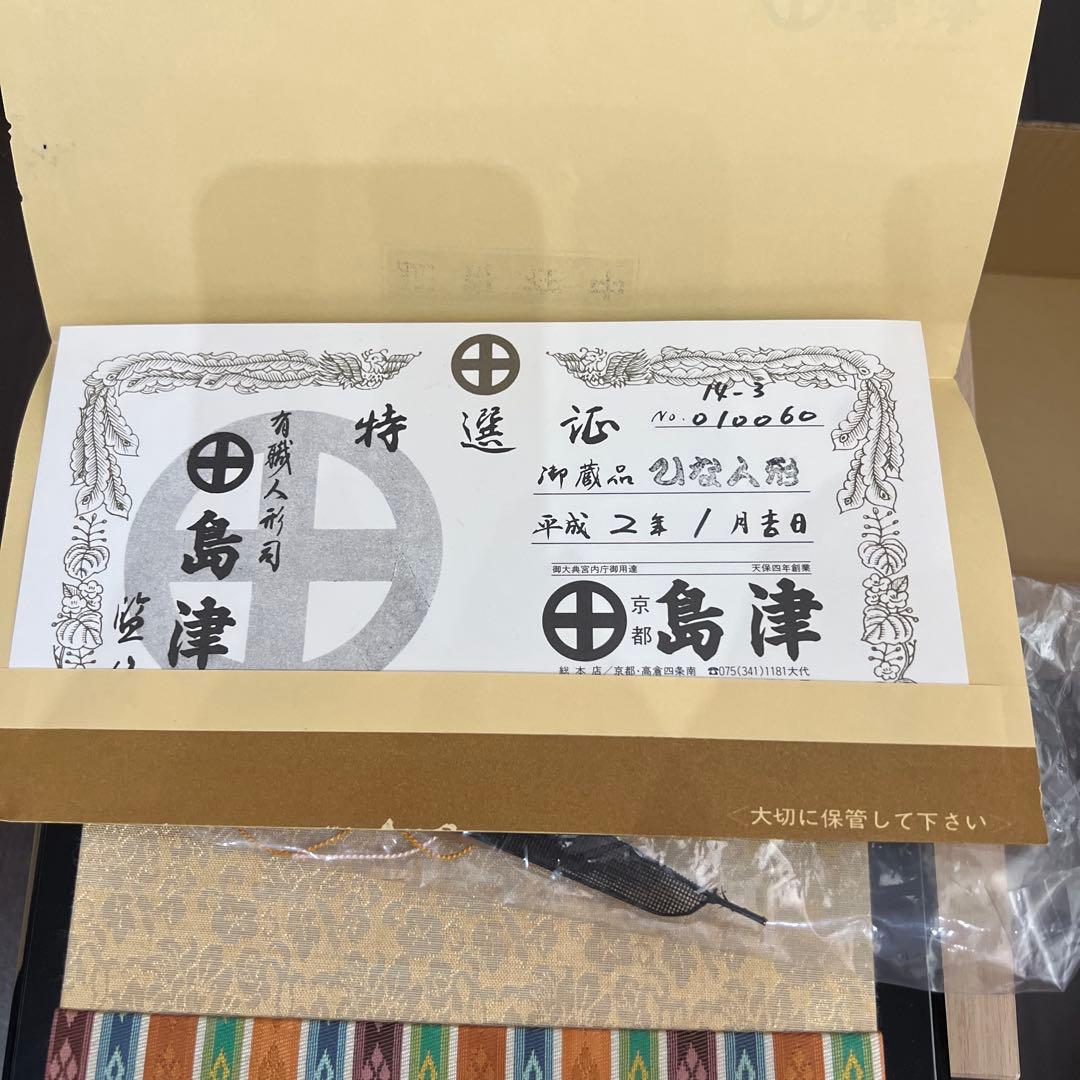 特選証
14-3
No.010060
御蔵品 ひな人形
平成2年1月吉日
御大典宮内庁御用達 天保四年創業
京都 島津
総本店/京都・高倉四条南 ☎075(341)1181大代
有職人形司
島津
監
大切に保管して下さい